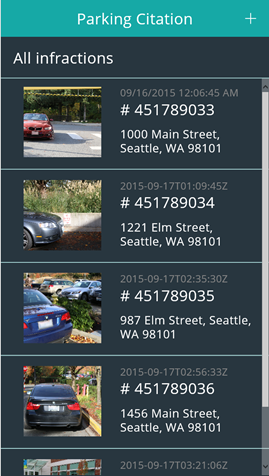 Parking Citation +
All infractions
09/16/2015 12:06:45 AM
# 451789033
1000 Main Street,
Seattle, WA 98101
2015-09-17T01:09:45Z
# 451789034
1221 Elm Street,
Seattle, WA 98101
2015-09-17T02:35:30Z
# 451789035
987 Elm Street, Seattle,
WA 98101
2015-09-17T02:56:33Z
# 451789036
1456 Main Street,
Seattle, WA 98101
2015-09-17T03:21:06Z